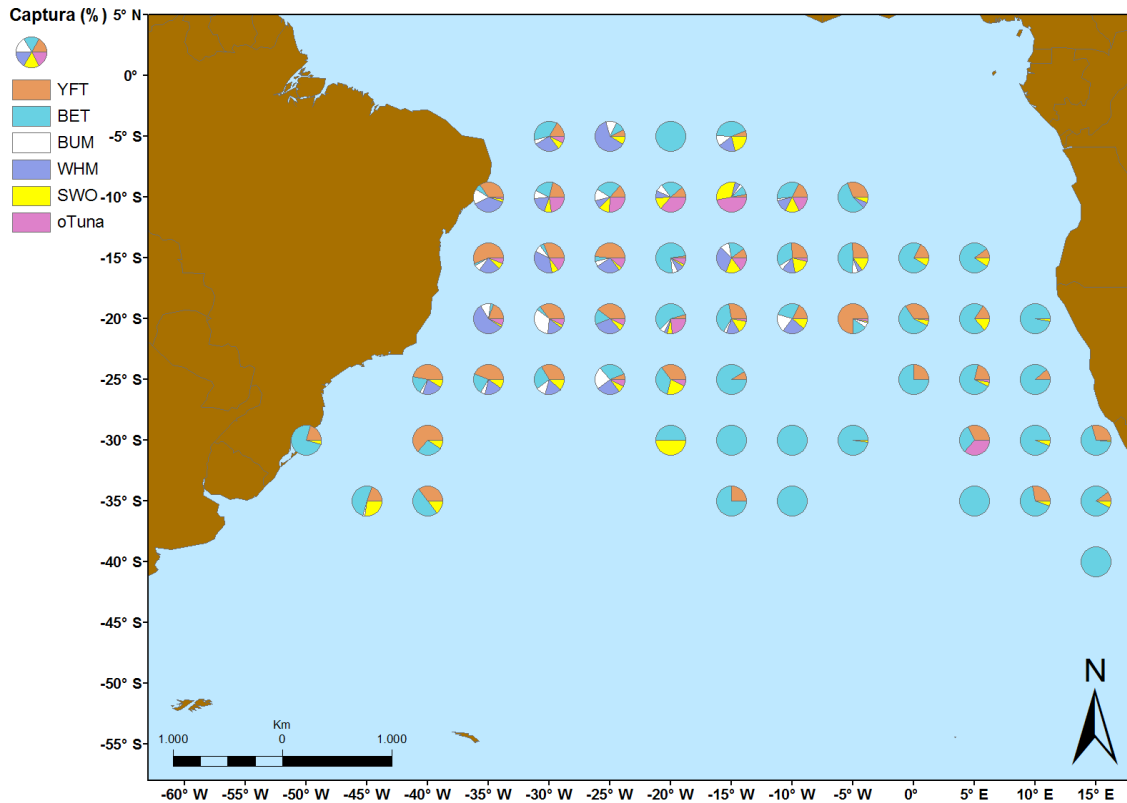 Captura (%)
YFT
BET
BUM
WHM
SWO
oTuna
5° N
0°
-5° S
-10° S
-15° S
-20° S
-25° S
-30° S
-35° S
-40° S
-45° S
-50° S
-55° S
N
Km
1.000 0 1.000
-60° W -55° W -50° W -45° W -40° W -35° W -30° W -25° W -20° W -15° W -10° W -5° W 0° 5° E 10° E 15° E